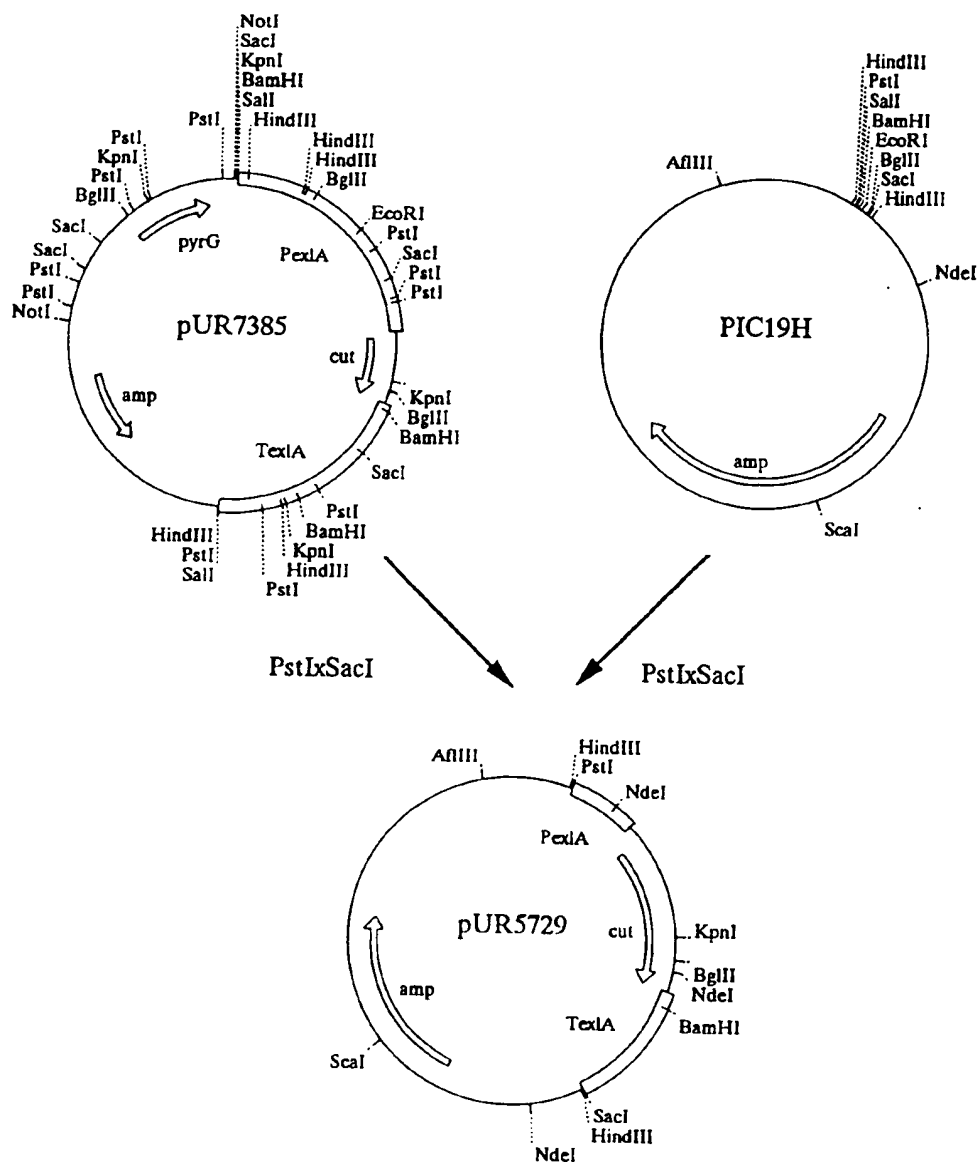 NotI
SacI
KpnI
BamHI
SalI
PstI
HindIII
HindIII
HindIII
BglII
EcoRI
PstI
SacI
PstI
PstI
PstI
KpnI
PstI
BglII
SacI
SacI
PstI
PstI
NotI
pyrG
PexlA
pUR7385
cut
amp
TexlA
KpnI
BglII
BamHI
SacI
PstI
BamHI
KpnI
HindIII
PstI
HindIII
PstI
SalI
HindIII
PstI
SalI
BamHI
EcoRI
BglII
SacI
HindIII
AflIII
NdeI
PIC19H
amp
ScaI
PstIxSacI
PstIxSacI
AflIII
HindIII
PstI
NdeI
PexlA
pUR5729
cut
KpnI
BglII
NdeI
BamHI
TexlA
amp
ScaI
SacI
HindIII
NdeI